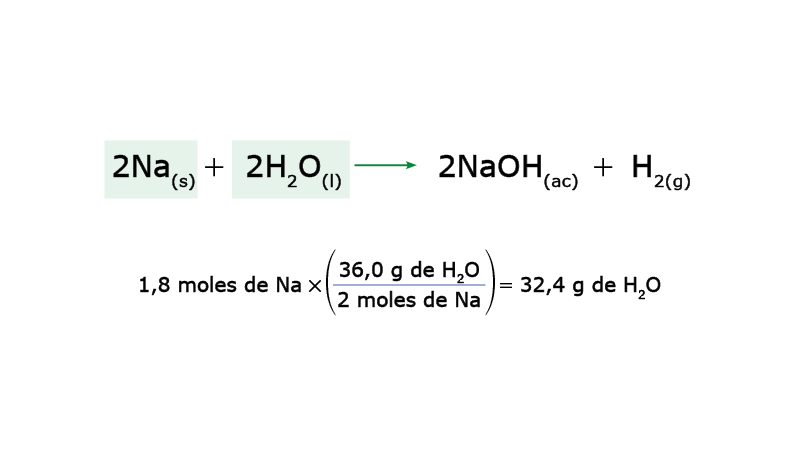 2Na(s) + 2H₂O(l) ⟶ 2NaOH(ac) + H₂(g)
1,8 moles de Na × (36,0 g de H₂O / 2 moles de Na) = 32,4 g de H₂O